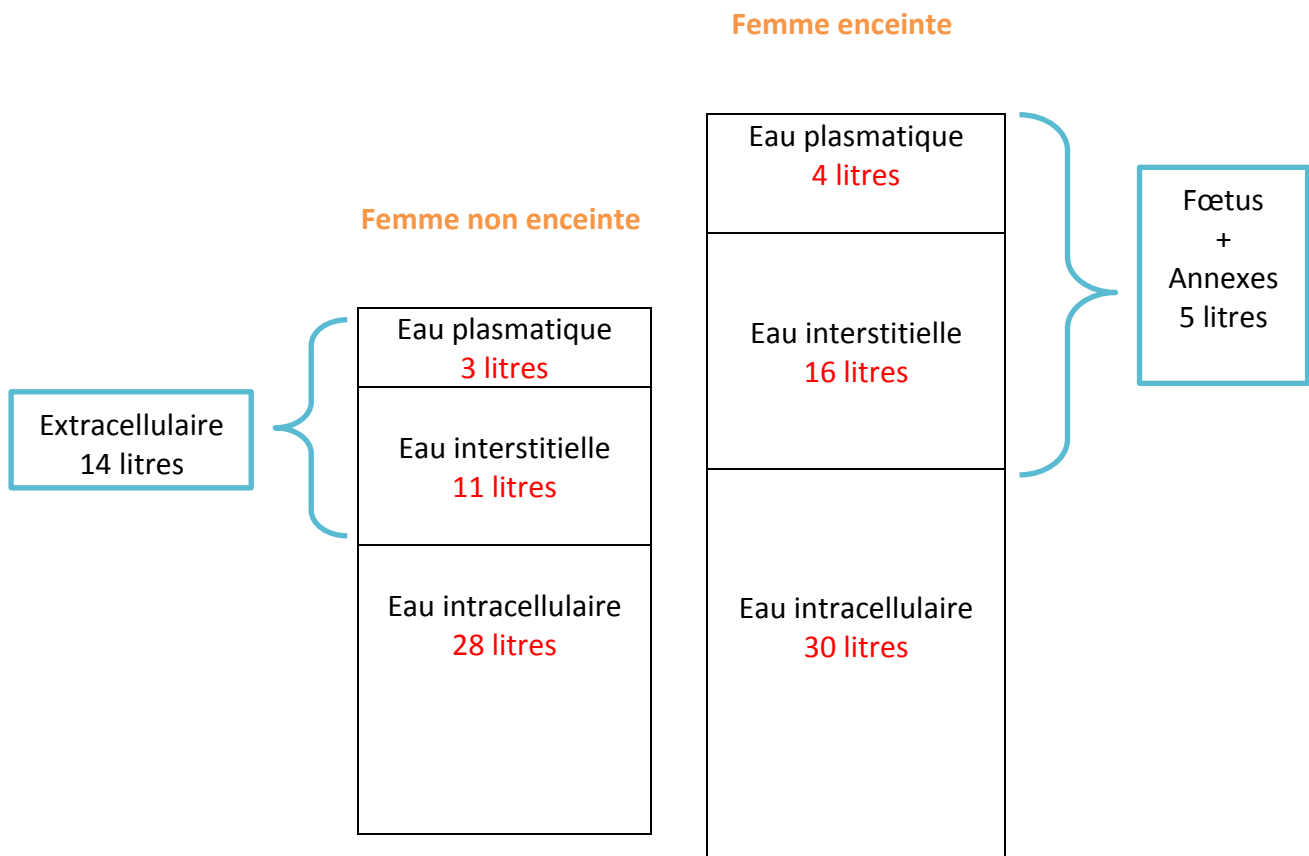 Femme enceinte
Eau plasmatique
4 litres
Fœtus
+
Annexes
5 litres
Eau interstitielle
16 litres
Eau intracellulaire
30 litres
Femme non enceinte
Eau plasmatique
3 litres
Extracellulaire
14 litres
Eau interstitielle
11 litres
Eau intracellulaire
28 litres